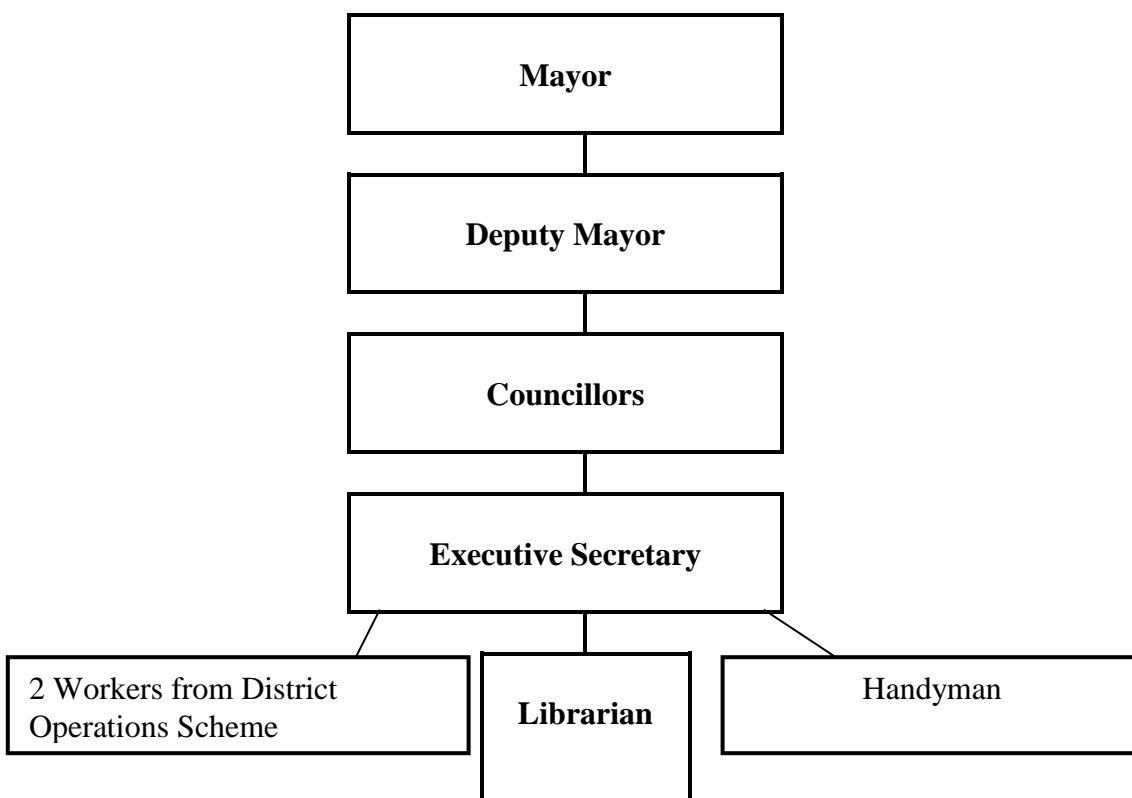 Mayor
Deputy Mayor
Councillors
Executive Secretary
2 Workers from District
Operations Scheme
Librarian
Handyman